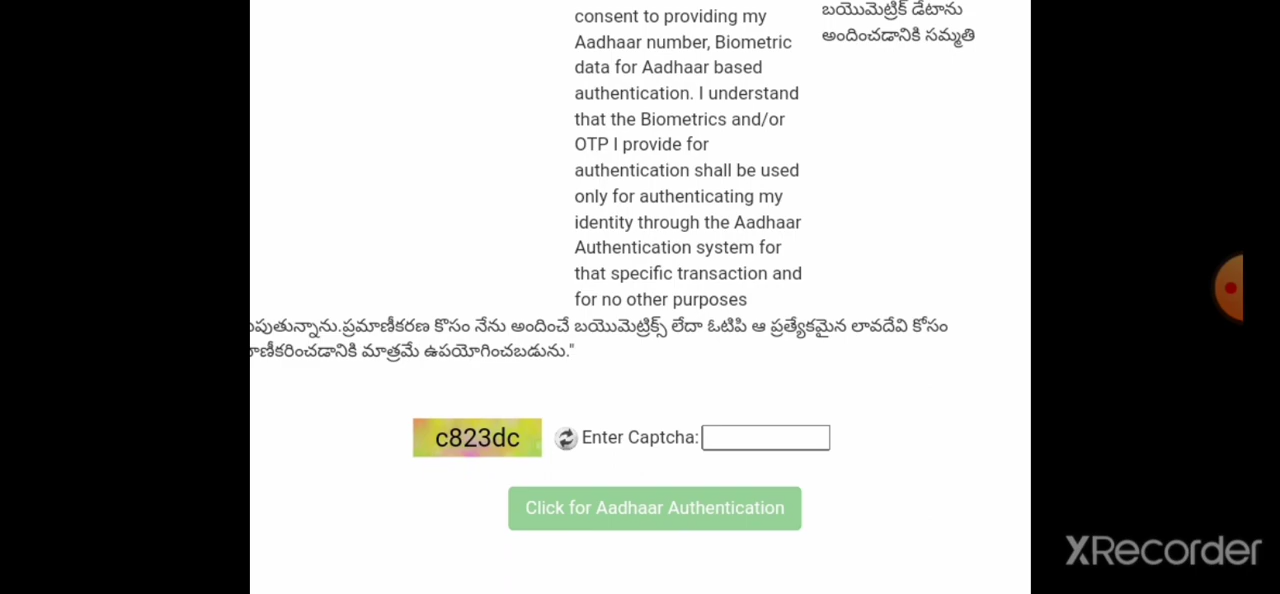 consent to providing my
Aadhaar number, Biometric
data for Aadhaar based
authentication. I understand
that the Biometrics and/or
OTP I provide for
authentication shall be used
only for authenticating my
identity through the Aadhaar
Authentication system for
that specific transaction and
for no other purposes
బయొమెట్రిక్ డేటాను
అందించడానికి సమ్మతి
ప్రమాణీకరణ కొసం నేను అందించే బయొమెట్రిక్స్ లేదా ఓటిపి ఆ ప్రత్యేకమైన లావదేవి కోసం
మాత్రమే ఉపయోగించబడును."
c823dc
Enter Captcha:
Click for Aadhaar Authentication
XRecorder